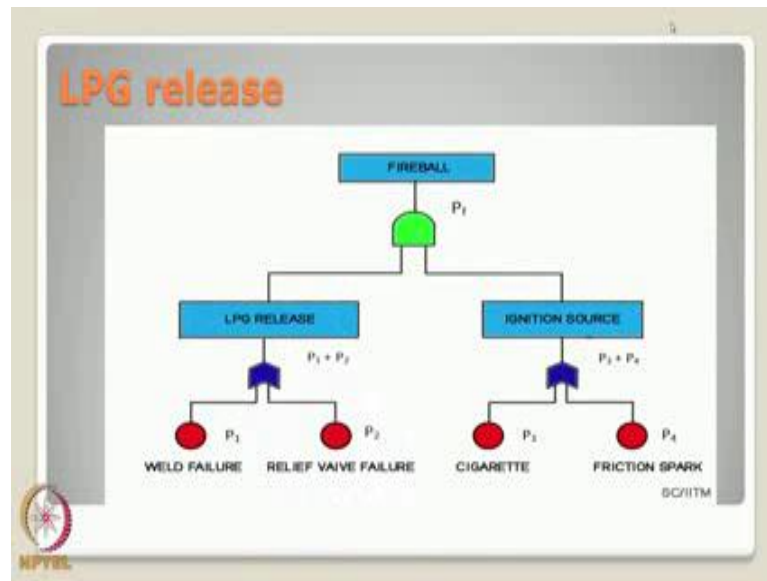 LPG release
FIREBALL
Pf
LPG RELEASE
IGNITION SOURCE
P₁ + P₂
P₃ + P₄
P₁
P₂
P₃
P₄
WELD FAILURE
RELIEF VAIVE FAILURE
CIGARETTE
FRICTION SPARK
SC/IITM
NPTEL